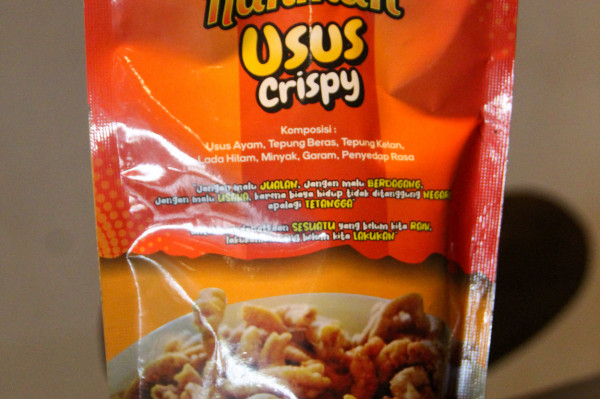 Usus
Crispy
Komposisi :
Usus Ayam, Tepung Beras, Tepung Ketan,
Lada Hitam, Minyak, Garam, Penyedap Rasa
Jangan malu JUALAN, Jangan malu BERDAGANG,
Jangan malu USAHA, karena biaya hidup tidak ditanggung NEGARA
apalagi TETANGGA
SESUATU yang belum kita RAIH,
belum kita LAKUKAN